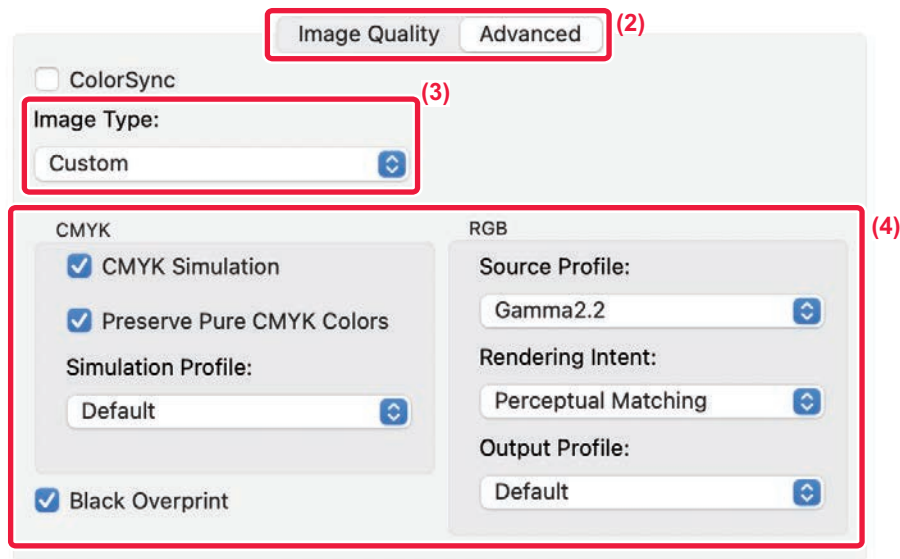 Image Quality Advanced (2)
ColorSync
(3)
Image Type:
Custom
(4)
CMYK
CMYK Simulation
Preserve Pure CMYK Colors
Simulation Profile:
Default
Black Overprint
RGB
Source Profile:
Gamma2.2
Rendering Intent:
Perceptual Matching
Output Profile:
Default